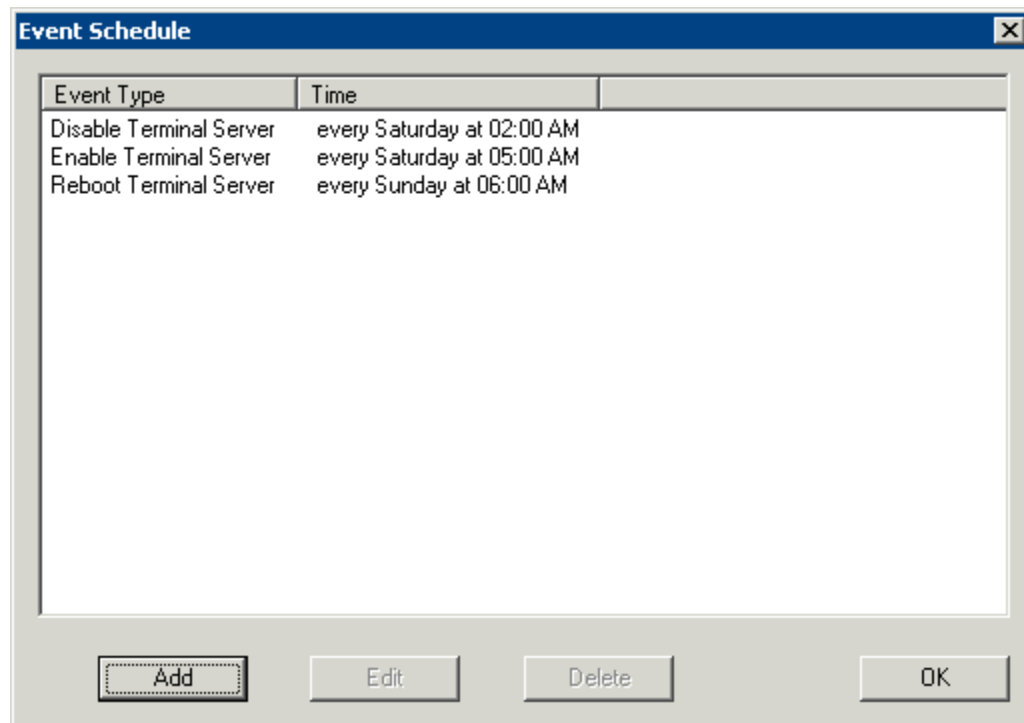 Event Schedule
Event Type Time
Disable Terminal Server every Saturday at 02:00 AM
Enable Terminal Server every Saturday at 05:00 AM
Reboot Terminal Server every Sunday at 06:00 AM
Add Edit Delete OK